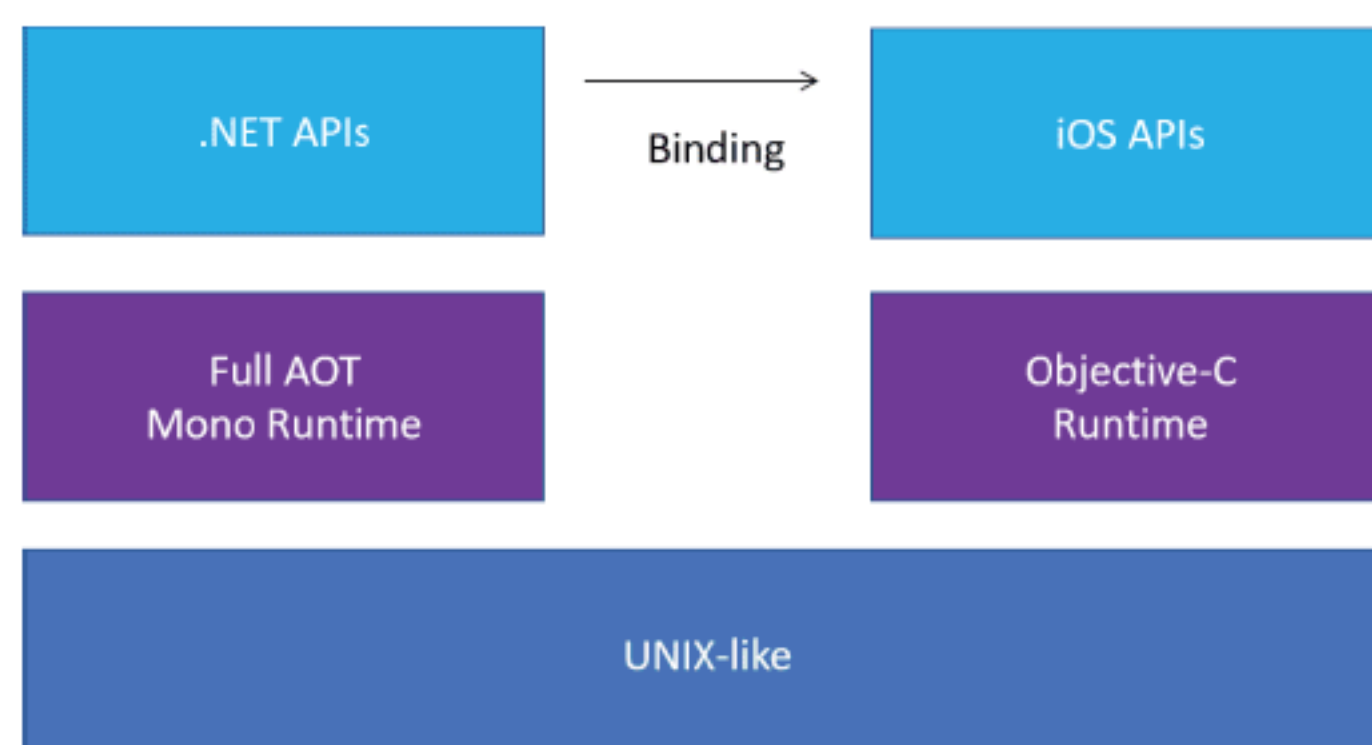 .NET APIs
Binding
iOS APIs
Full AOT
Mono Runtime
Objective-C
Runtime
UNIX-like